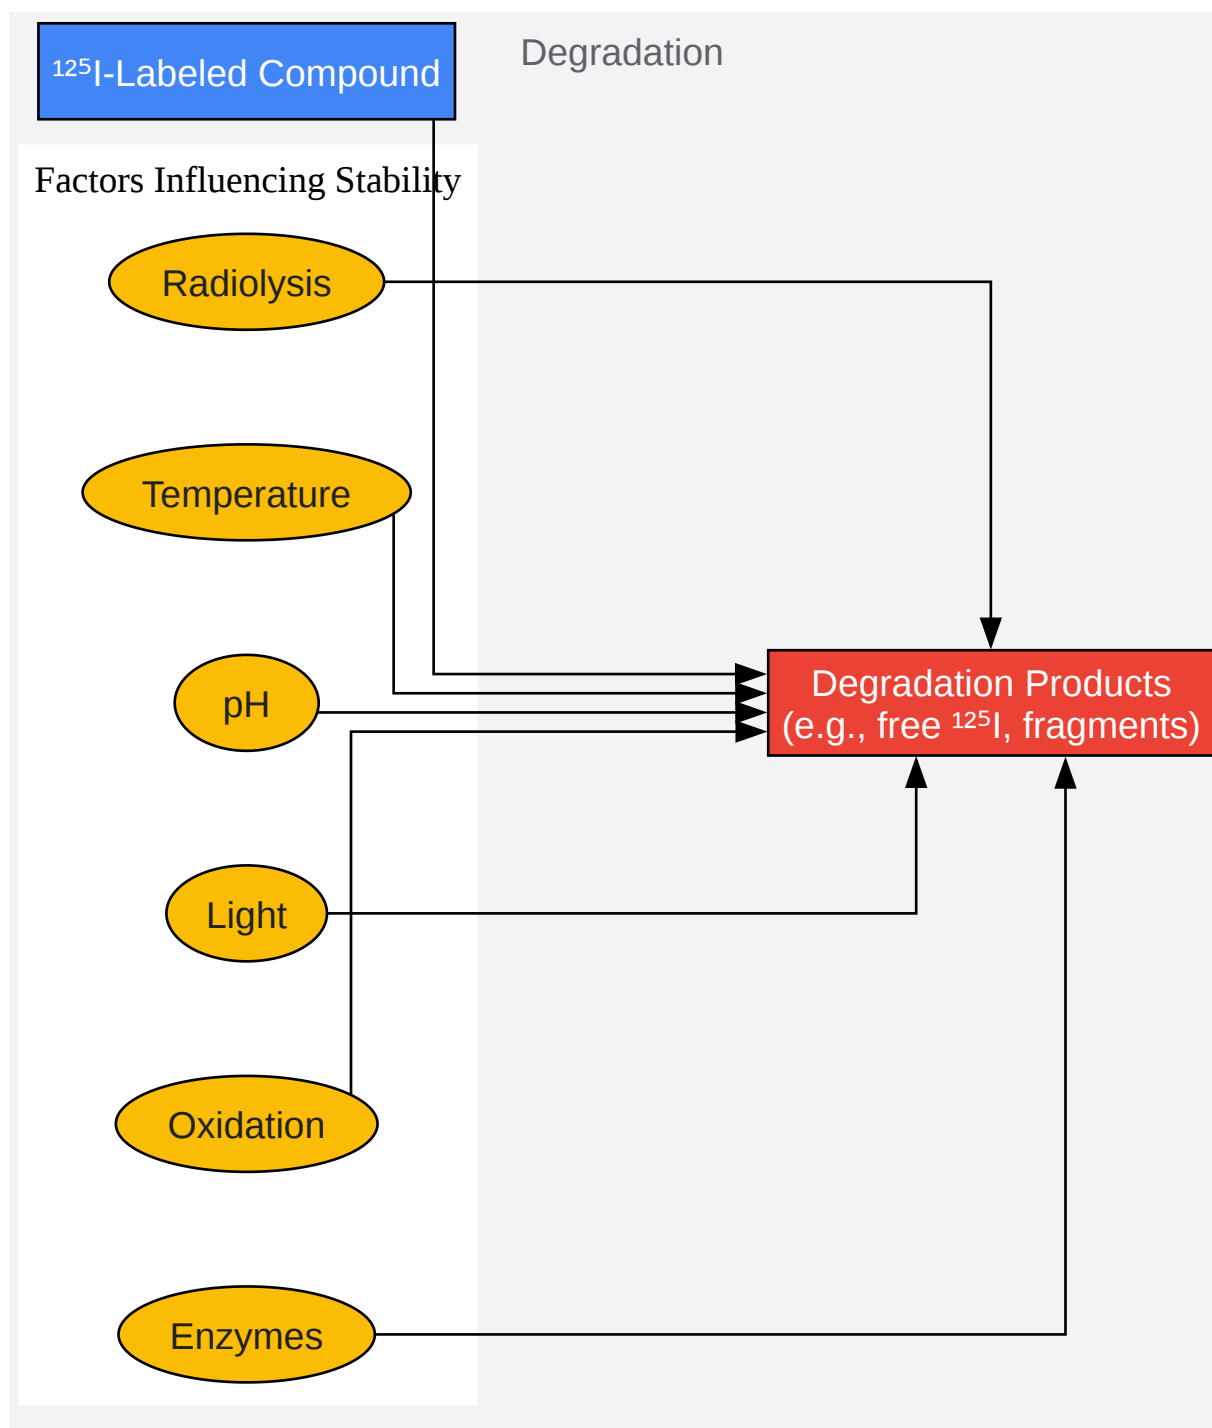 ¹²⁵I-Labeled Compound
Degradation
Factors Influencing Stability
Radiolysis
Temperature
pH
Degradation Products
(e.g., free ¹²⁵I, fragments)
Light
Oxidation
Enzymes